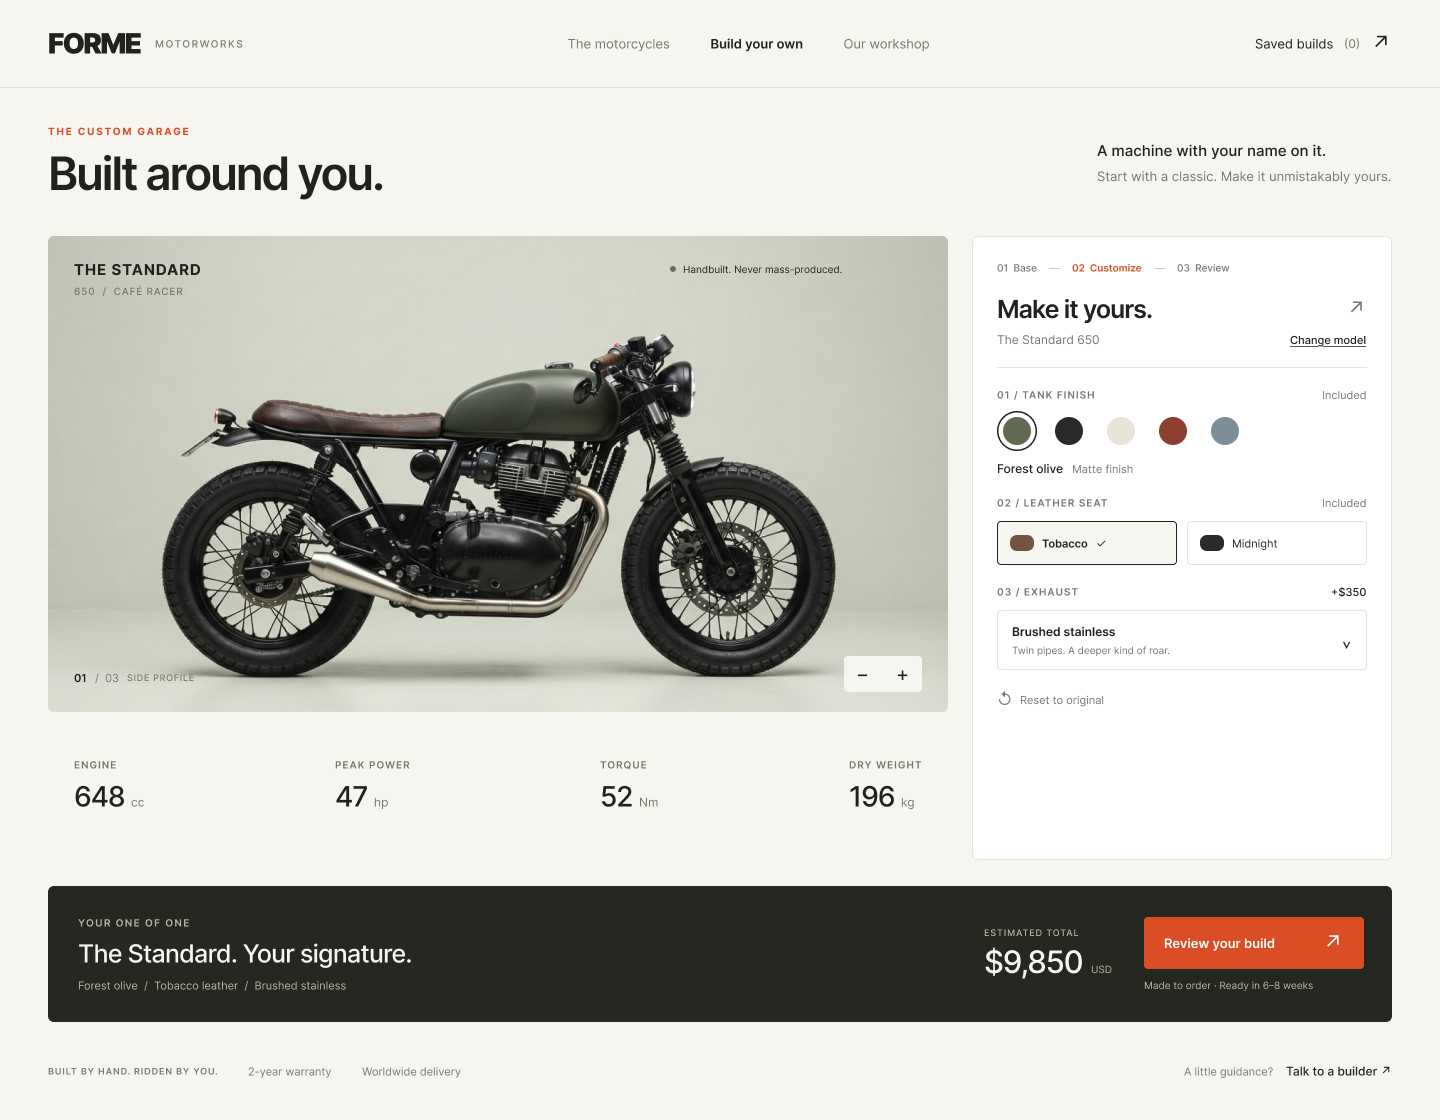 FORME MOTORWORKS
The motorcycles
Build your own
Our workshop
Saved builds (0)
THE CUSTOM GARAGE
Built around you.
A machine with your name on it.
Start with a classic. Make it unmistakably yours.
THE STANDARD
650 / CAFÉ RACER
Handbuilt. Never mass-produced.
01 / 03 SIDE PROFILE
− +
ENGINE
648 cc
PEAK POWER
47 hp
TORQUE
52 Nm
DRY WEIGHT
196 kg
01 Base — 02 Customize — 03 Review
Make it yours.
The Standard 650
Change model
01 / TANK FINISH
Included
Forest olive Matte finish
02 / LEATHER SEAT
Included
Tobacco ✓
Midnight
03 / EXHAUST
+$350
Brushed stainless
Twin pipes. A deeper kind of roar.
Reset to original
YOUR ONE OF ONE
The Standard. Your signature.
Forest olive / Tobacco leather / Brushed stainless
ESTIMATED TOTAL
$9,850 USD
Review your build
Made to order · Ready in 6–8 weeks
BUILT BY HAND. RIDDEN BY YOU.
2-year warranty
Worldwide delivery
A little guidance?
Talk to a builder ↗